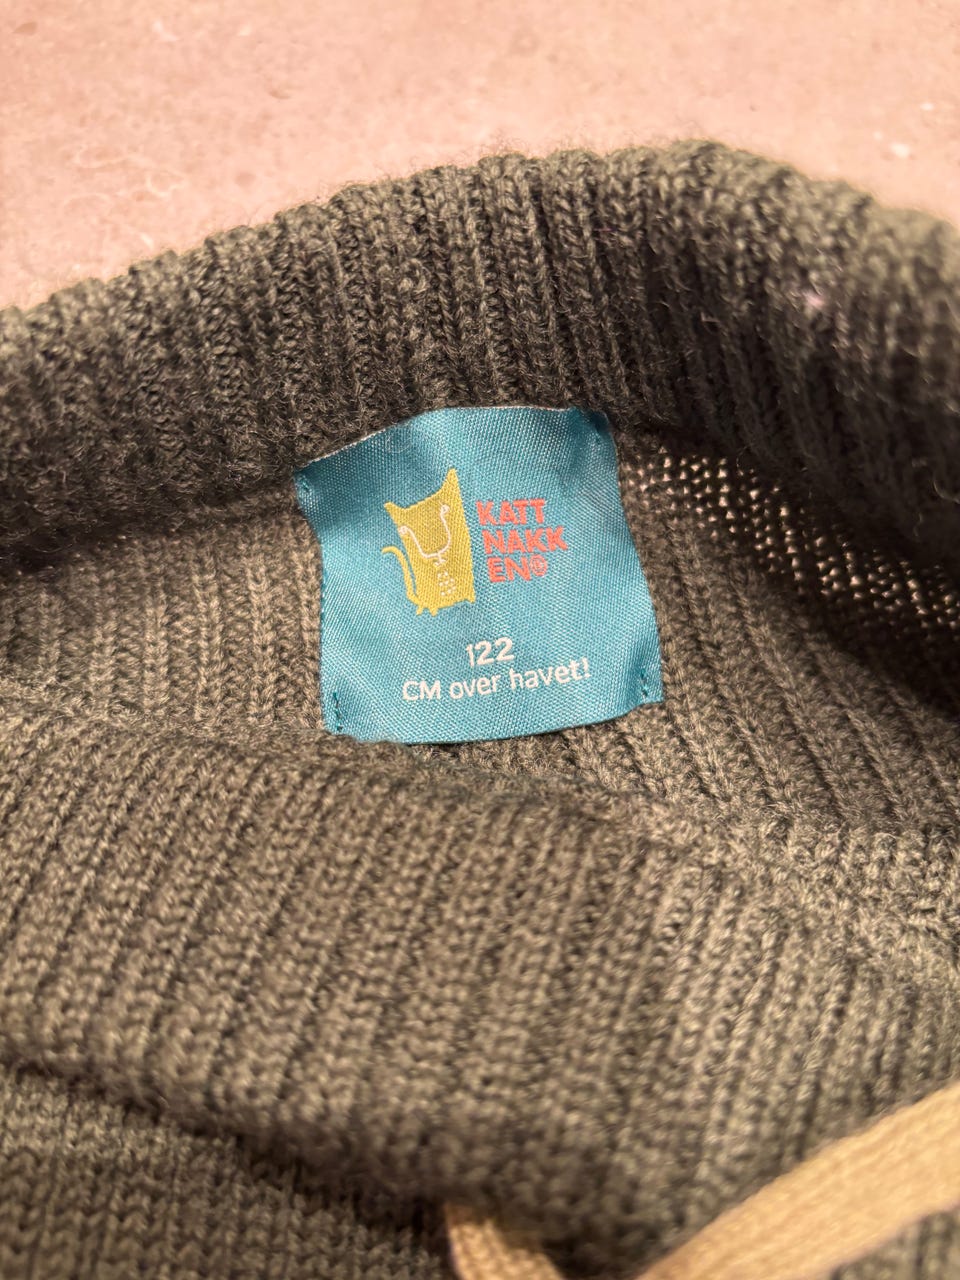 KATT
NAKK
EN®
122
CM over havet!